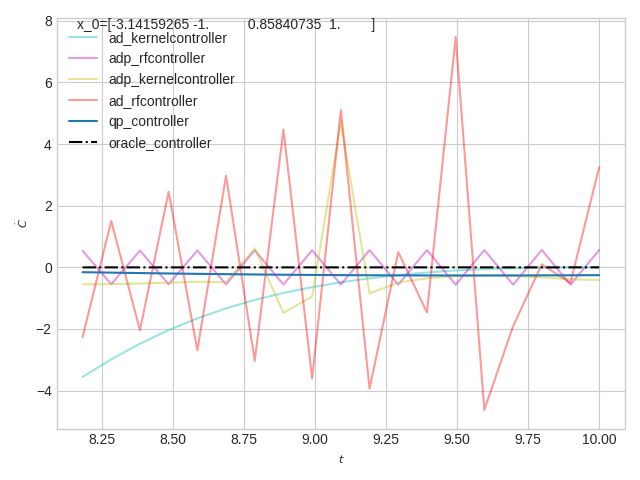 x_0=[-3.14159265 -1. 0.85840735 1. ]
ad_kernelcontroller
adp_rfcontroller
adp_kernelcontroller
ad_rfcontroller
qp_controller
oracle_controller
8
6
4
2
0
−2
−4
Ċ
8.25 8.50 8.75 9.00 9.25 9.50 9.75 10.00
t